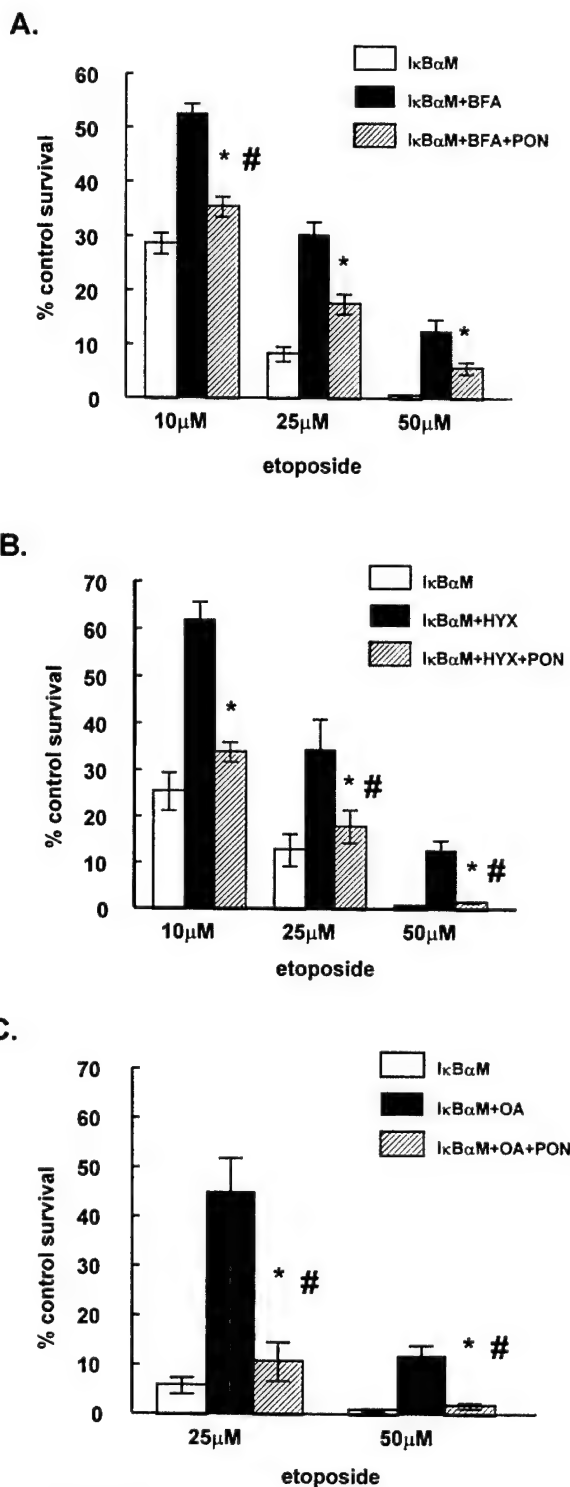 A.
IκBαM
IκBαM+BFA
IκBαM+BFA+PON
60
50
40
30
20
10
0
% control survival
* #
*
*
10μM
25μM
50μM
etoposide
B.
IκBαM
IκBαM+HYX
IκBαM+HYX+PON
70
60
50
40
30
20
10
0
% control survival
*
* #
* #
10μM
25μM
50μM
etoposide
C.
IκBαM
IκBαM+OA
IκBαM+OA+PON
70
60
50
40
30
20
10
0
% control survival
* #
* #
25μM
50μM
etoposide